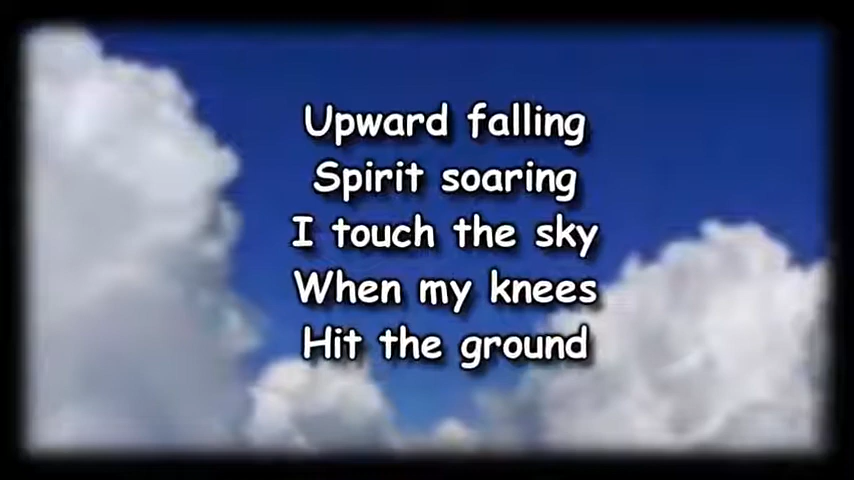 Upward falling
Spirit soaring
I touch the sky
When my knees
Hit the ground